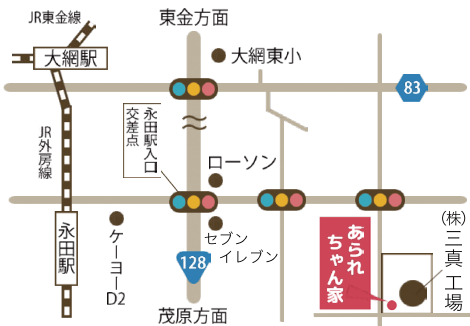 JR東金線
東金方面
大網駅
大網東小
83
永田駅入口
交差点
JR外房線
ローソン
永田駅
ケーヨーD2
セブン
イレブン
128
あられ
ちゃん家
(株)三真工場
茂原方面